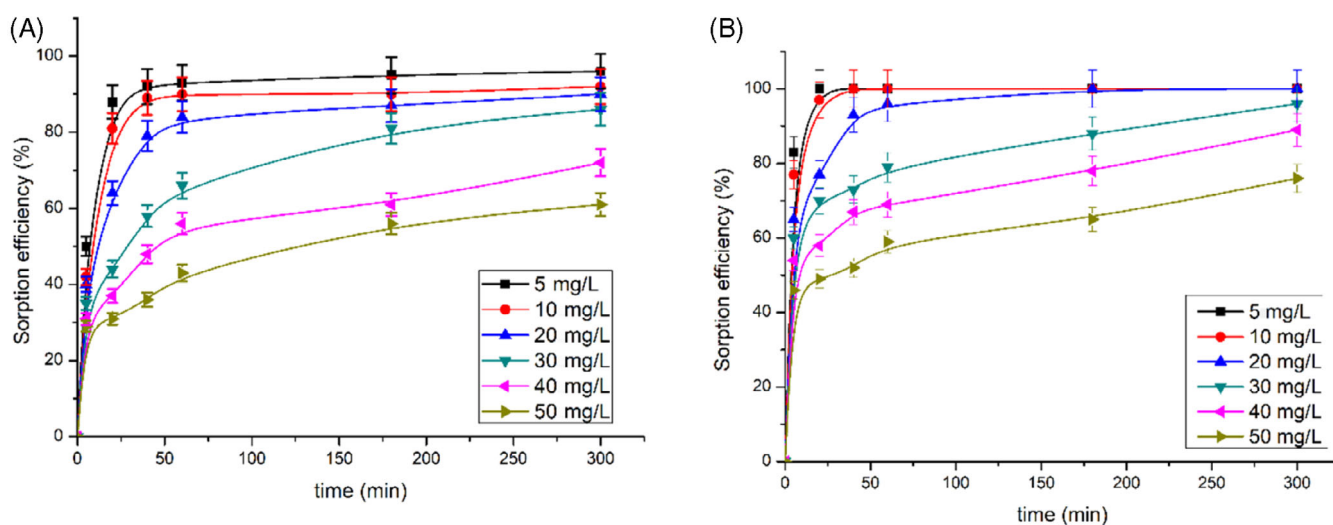 (A)
Sorption efficiency (%)
100
80
60
40
20
0
0 50 100 150 200 250 300
time (min)
5 mg/L
10 mg/L
20 mg/L
30 mg/L
40 mg/L
50 mg/L
(B)
Sorption efficiency (%)
100
80
60
40
20
0
0 50 100 150 200 250 300
time (min)
5 mg/L
10 mg/L
20 mg/L
30 mg/L
40 mg/L
50 mg/L